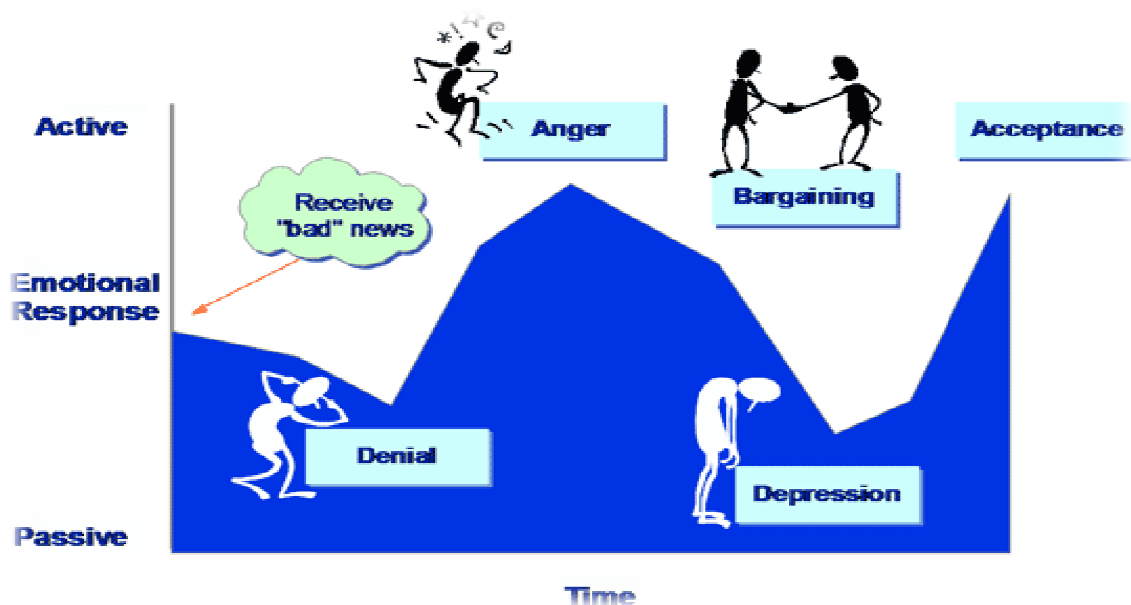 *!
Active
Anger
Acceptance
Receive
"bad" news
Bargaining
Emotional
Response
Denial
Depression
Passive
Time